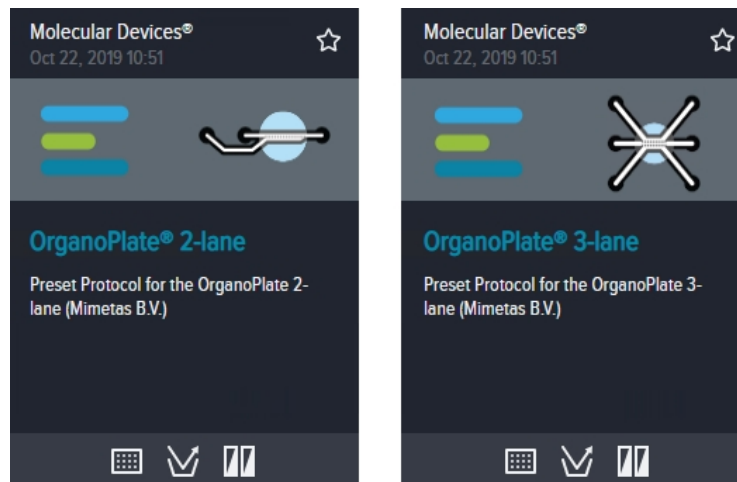 Molecular Devices®
Oct 22, 2019 10:51
OrganoPlate® 2-lane
Preset Protocol for the OrganoPlate 2-
lane (Mimetas B.V.)
Molecular Devices®
Oct 22, 2019 10:51
OrganoPlate® 3-lane
Preset Protocol for the OrganoPlate 3-
lane (Mimetas B.V.)